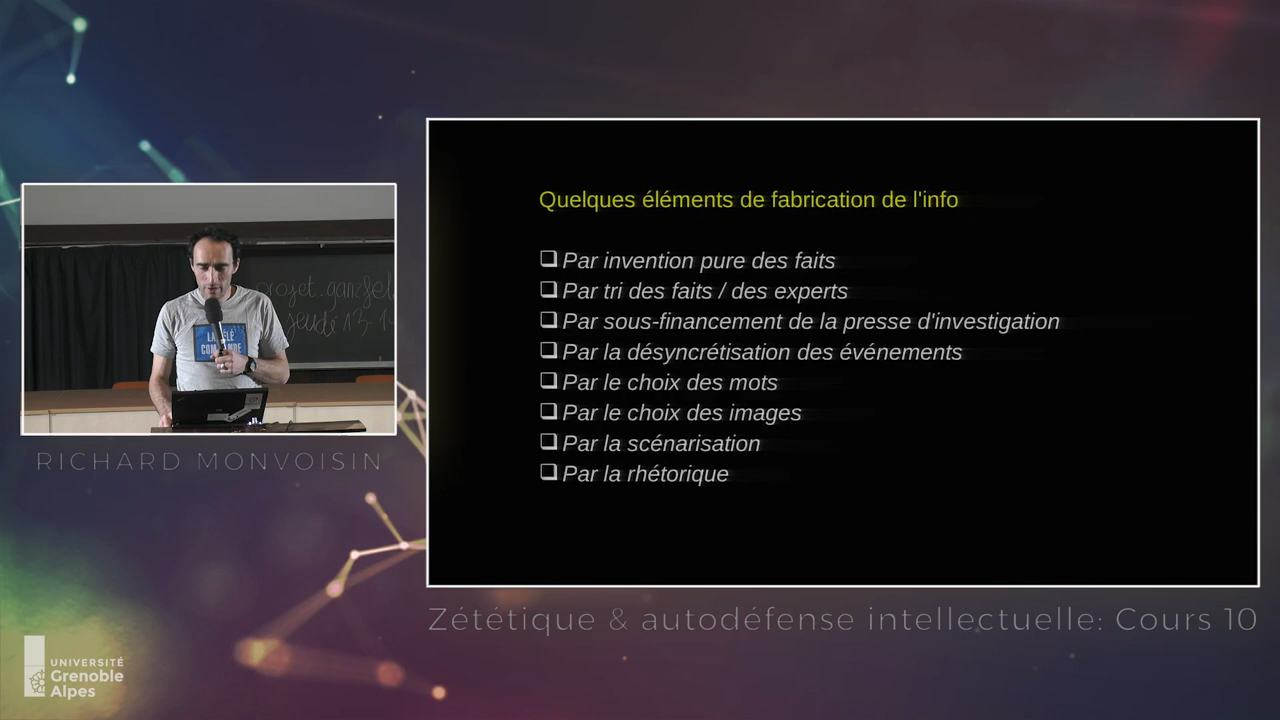 Quelques éléments de fabrication de l'info
❑ Par invention pure des faits
❑ Par tri des faits / des experts
❑ Par sous-financement de la presse d'investigation
❑ Par la désyncrétisation des événements
❑ Par le choix des mots
❑ Par le choix des images
❑ Par la scénarisation
❑ Par la rhétorique
projet
RICHARD MONVOISIN
Zététique & autodéfense intellectuelle: Cours 10
UNIVERSITÉ
Grenoble
Alpes